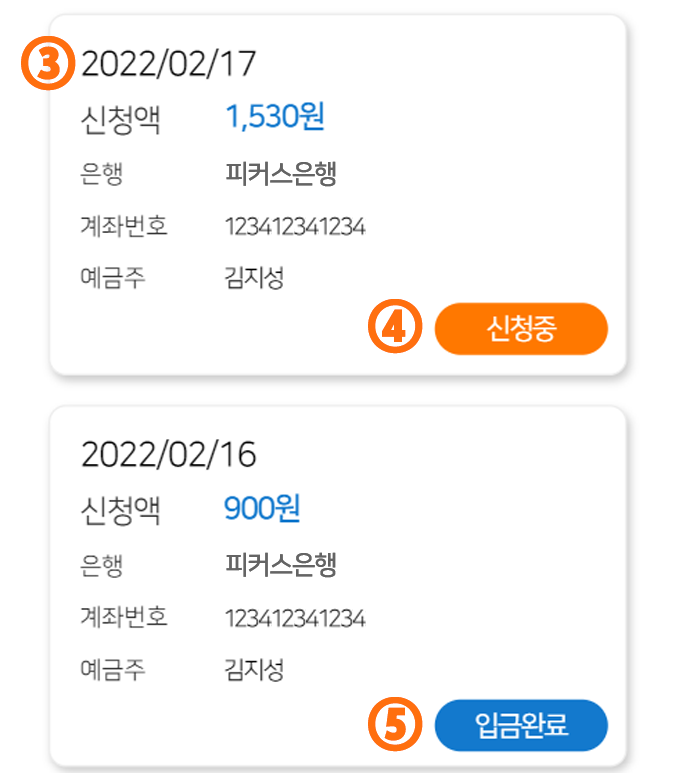 ③ 2022/02/17
신청액 1,530원
은행 피커스은행
계좌번호 123412341234
예금주 김지성
④ 신청중
2022/02/16
신청액 900원
은행 피커스은행
계좌번호 123412341234
예금주 김지성
⑤ 입금완료